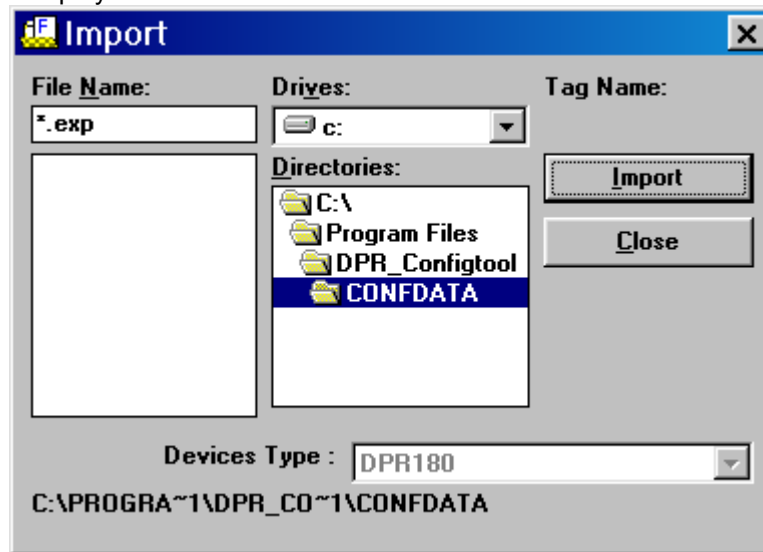 Import
File Name:
*.exp
Drives:
c:
Directories:
C:\
Program Files
DPR_Configtool
CONFDATA
Tag Name:
Import
Close
Devices Type :
DPR180
C:\PROGRA~1\DPR_CO~1\CONFDATA